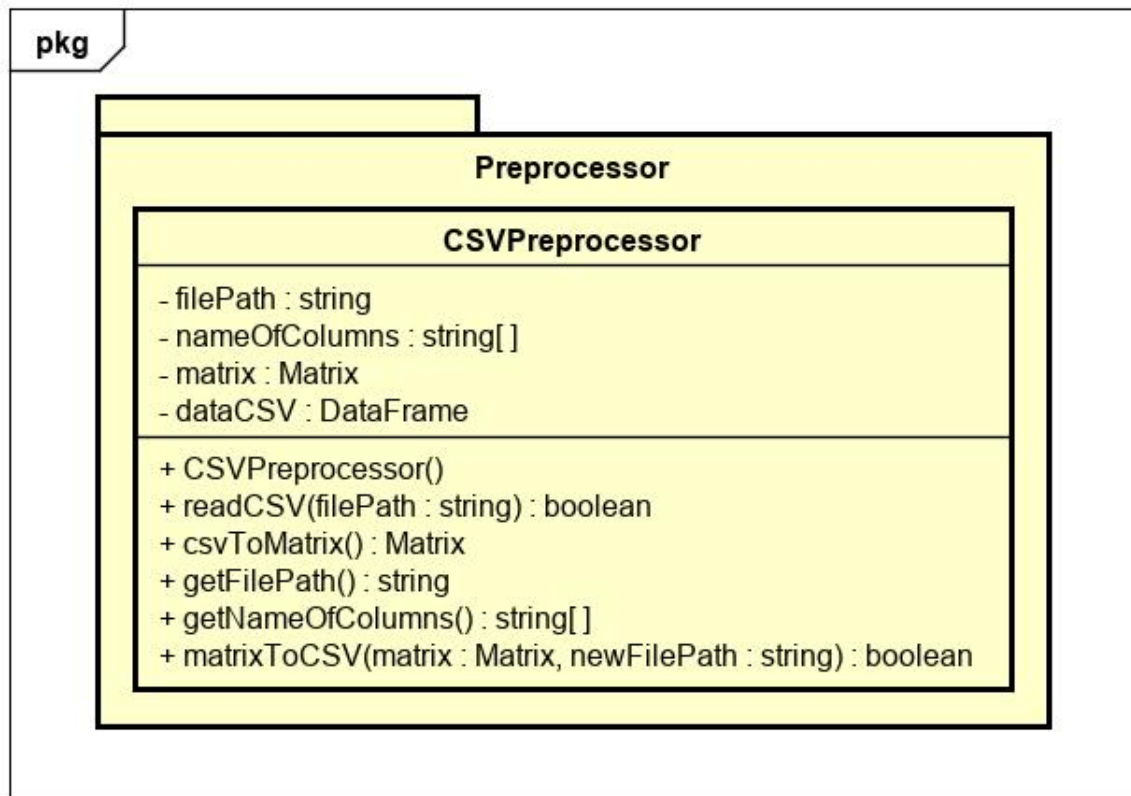 pkg
Preprocessor
CSVPreprocessor
- filePath : string
- nameOfColumns : string[ ]
- matrix : Matrix
- dataCSV : DataFrame
+ CSVPreprocessor()
+ readCSV(filePath : string) : boolean
+ csvToMatrix() : Matrix
+ getFilePath() : string
+ getNameOfColumns() : string[ ]
+ matrixToCSV(matrix : Matrix, newFilePath : string) : boolean